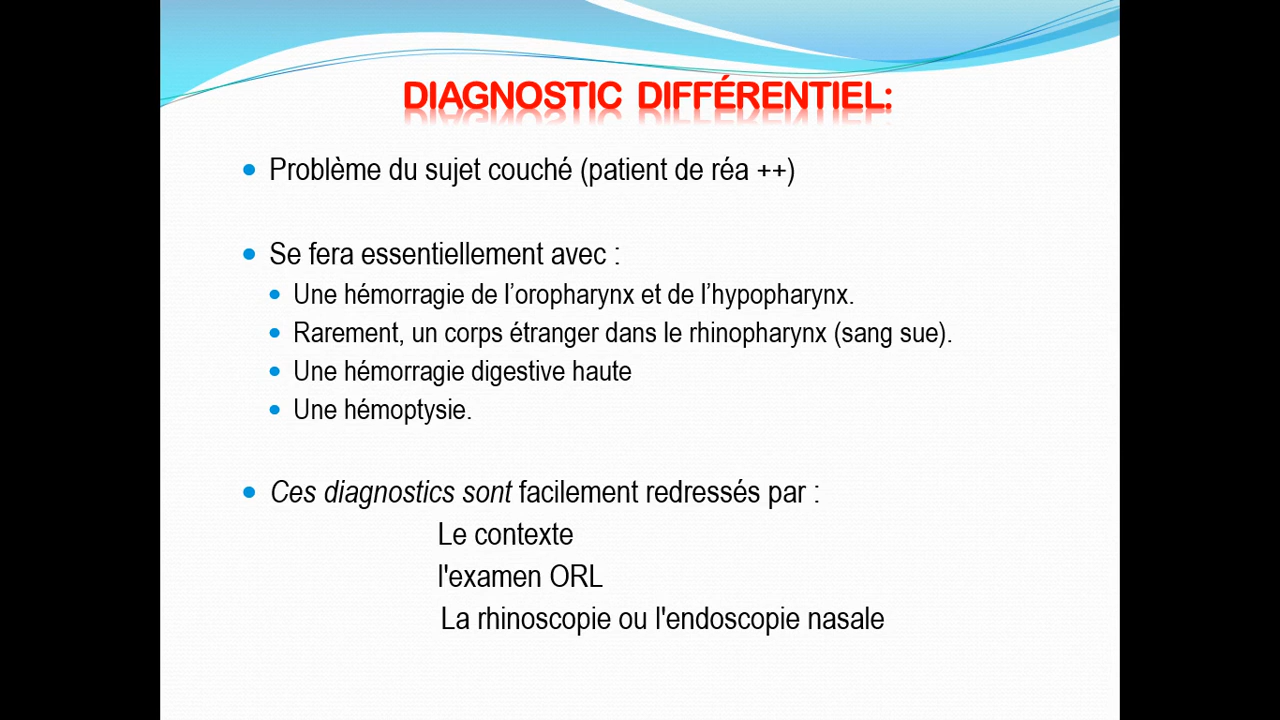 DIAGNOSTIC DIFFÉRENTIEL:
Problème du sujet couché (patient de réa ++)
Se fera essentiellement avec :
Une hémorragie de l’oropharynx et de l’hypopharynx.
Rarement, un corps étranger dans le rhinopharynx (sang sue).
Une hémorragie digestive haute
Une hémoptysie.
Ces diagnostics sont facilement redressés par :
Le contexte
l'examen ORL
La rhinoscopie ou l'endoscopie nasale